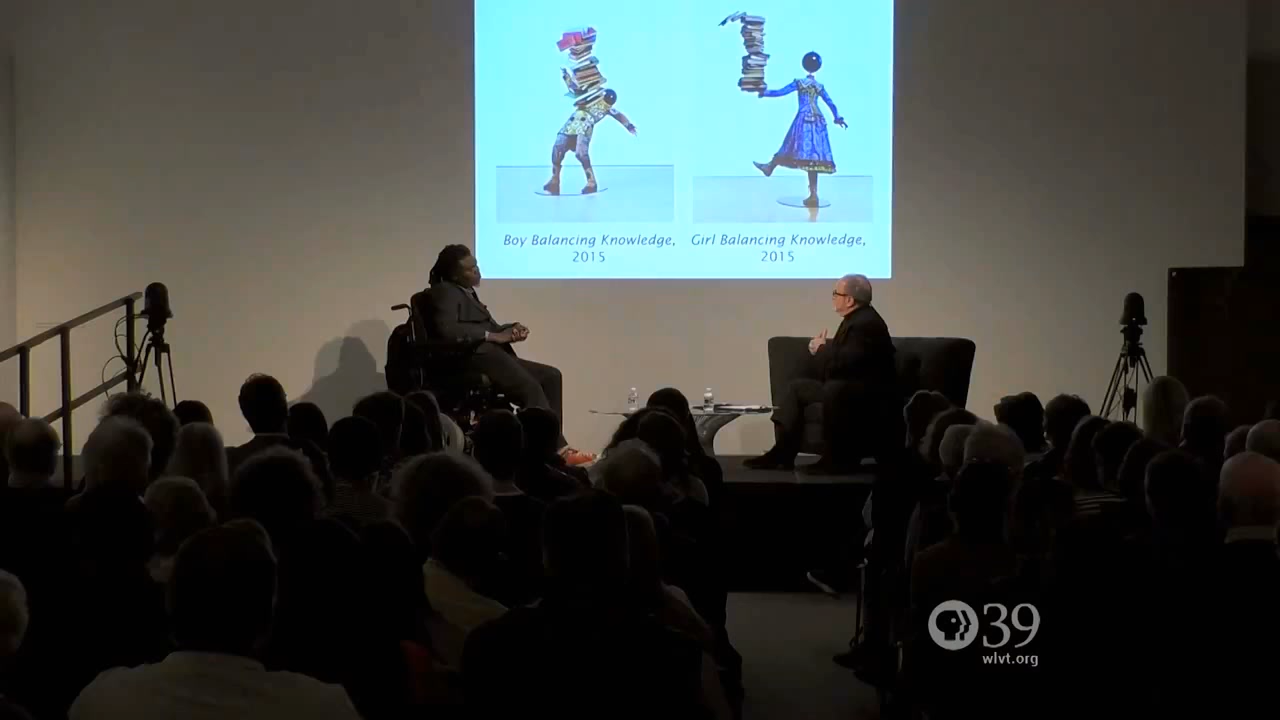 Boy Balancing Knowledge,
2015
Girl Balancing Knowledge,
2015
39
wlvt.org